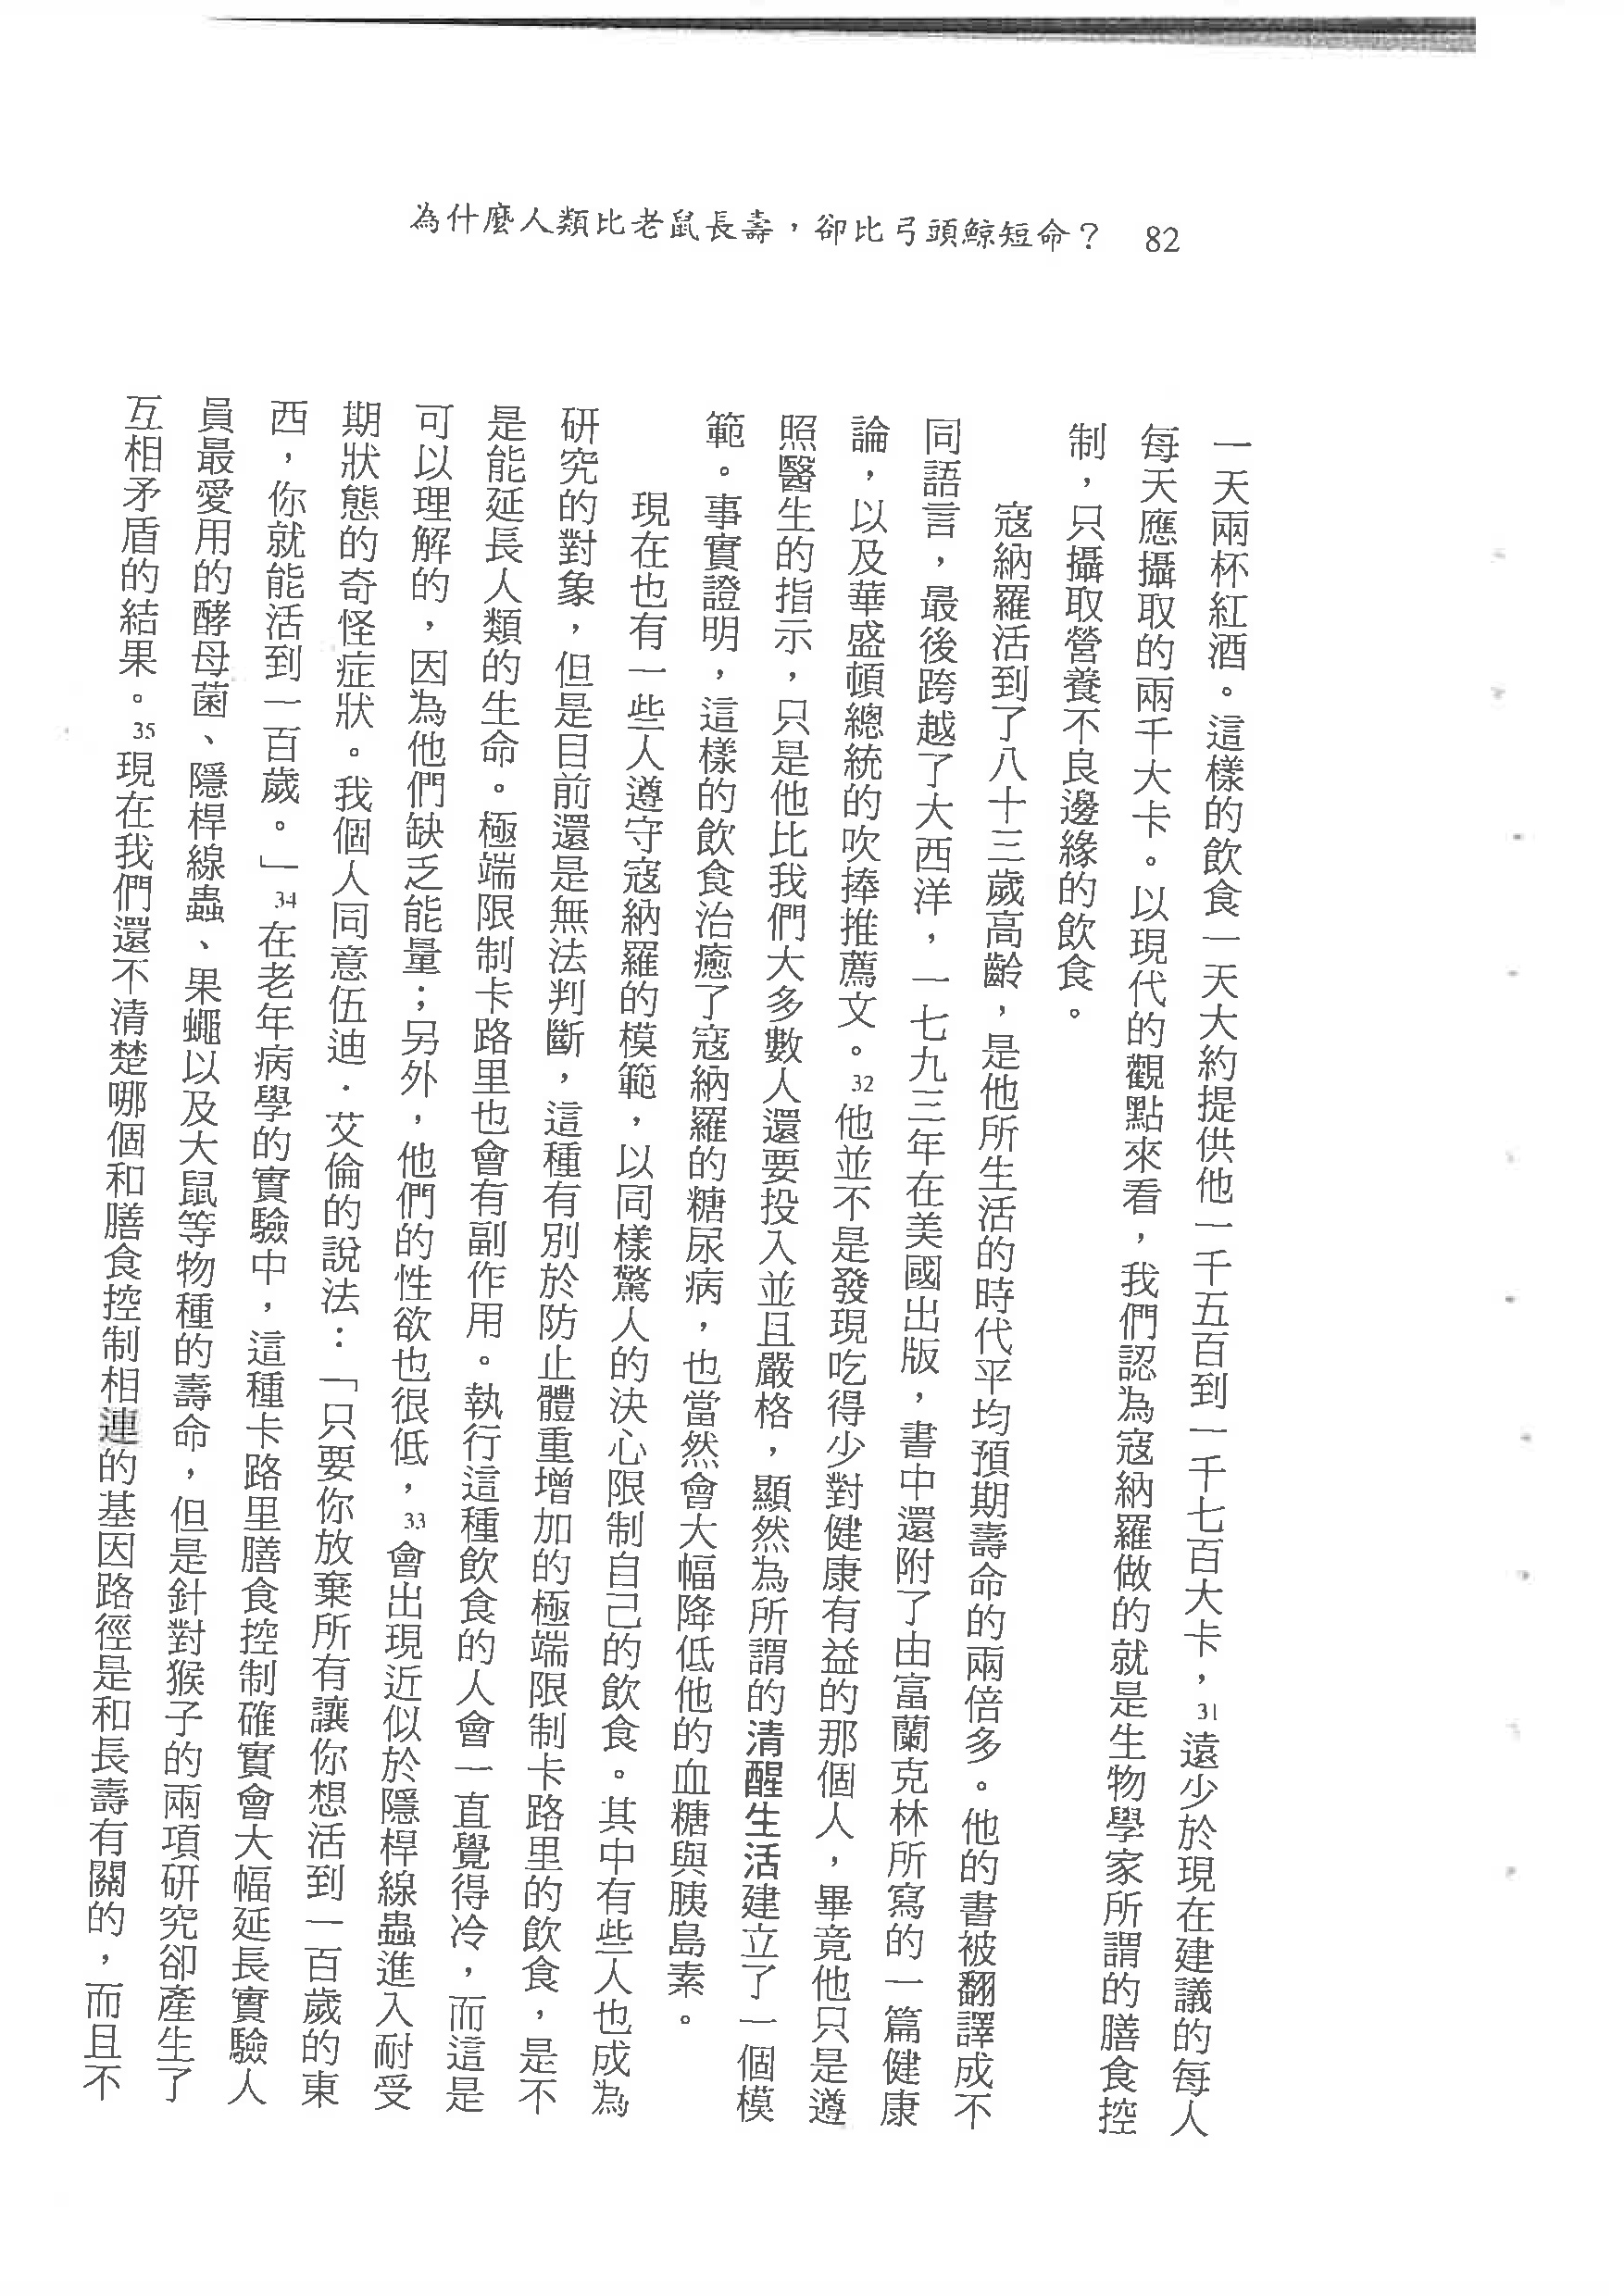 為什麼人類比老鼠長壽，卻比弓頭鯨短命？ 82
一天兩杯紅酒。這樣的飲食一天大約提供他一千五百到一千七百大卡，31遠少於現在建議的每人
每天應攝取的兩千大卡。以現代的觀點來看，我們認為寇納羅做的就是生物學家所謂的膳食控
制，只攝取營養不良邊緣的飲食。
寇納羅活到了八十三歲高齡，是他所生活的時代平均預期壽命的兩倍多。他的書被翻譯成不
同語言，最後跨越了大西洋，一七九三年在美國出版，書中還附了由富蘭克林所寫的一篇健康
論，以及華盛頓總統的吹捧推薦文。32他並不是發現吃得少對健康有益的那個人，畢竟他只是遵
照醫生的指示，只是他比我們大多數人還要投入並且嚴格，顯然為所謂的清醒生活建立了一個模
範。事實證明，這樣的飲食治癒了寇納羅的糖尿病，也當然會大幅降低他的血糖與胰島素。
現在也有一些人遵守寇納羅的模範，以同樣驚人的決心限制自己的飲食。其中有些人也成為
研究的對象，但是目前還是無法判斷，這種有別於防止體重增加的極端限制卡路里的飲食，是不
是能延長人類的生命。極端限制卡路里也會有副作用。執行這種飲食的人會一直覺得冷，而這是
可以理解的，因為他們缺乏能量；另外，他們的性欲也很低，33會出現近似於隱桿線蟲進入耐受
期狀態的奇怪症狀。我個人同意伍迪．艾倫的說法：「只要你放棄所有讓你想活到一百歲的東
西，你就能活到一百歲。」34在老年病學的實驗中，這種卡路里膳食控制確實會大幅延長實驗人
員最愛用的酵母菌、隱桿線蟲、果蠅以及大鼠等物種的壽命，但是針對猴子的兩項研究卻產生了
互相矛盾的結果。35現在我們還不清楚哪個和膳食控制相連的基因路徑是和長壽有關的，而且不